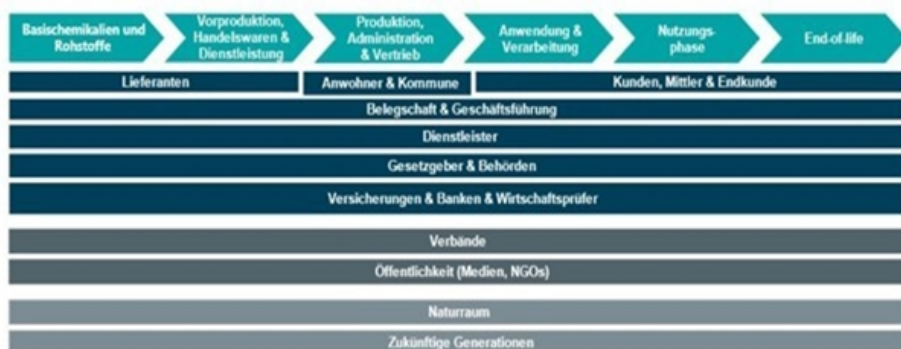 Basischemikalien und
Rohstoffe
Vorproduktion,
Handelswaren &
Dienstleistung
Produktion,
Administration
& Vertrieb
Anwendung &
Verarbeitung
Nutzungs-
phase
End-of-life
Lieferanten
Anwohner & Kommune
Kunden, Mittler & Endkunde
Belegschaft & Geschäftsführung
Dienstleister
Gesetzgeber & Behörden
Versicherungen & Banken & Wirtschaftsprüfer
Verbände
Öffentlichkeit (Medien, NGOs)
Naturraum
Zukünftige Generationen